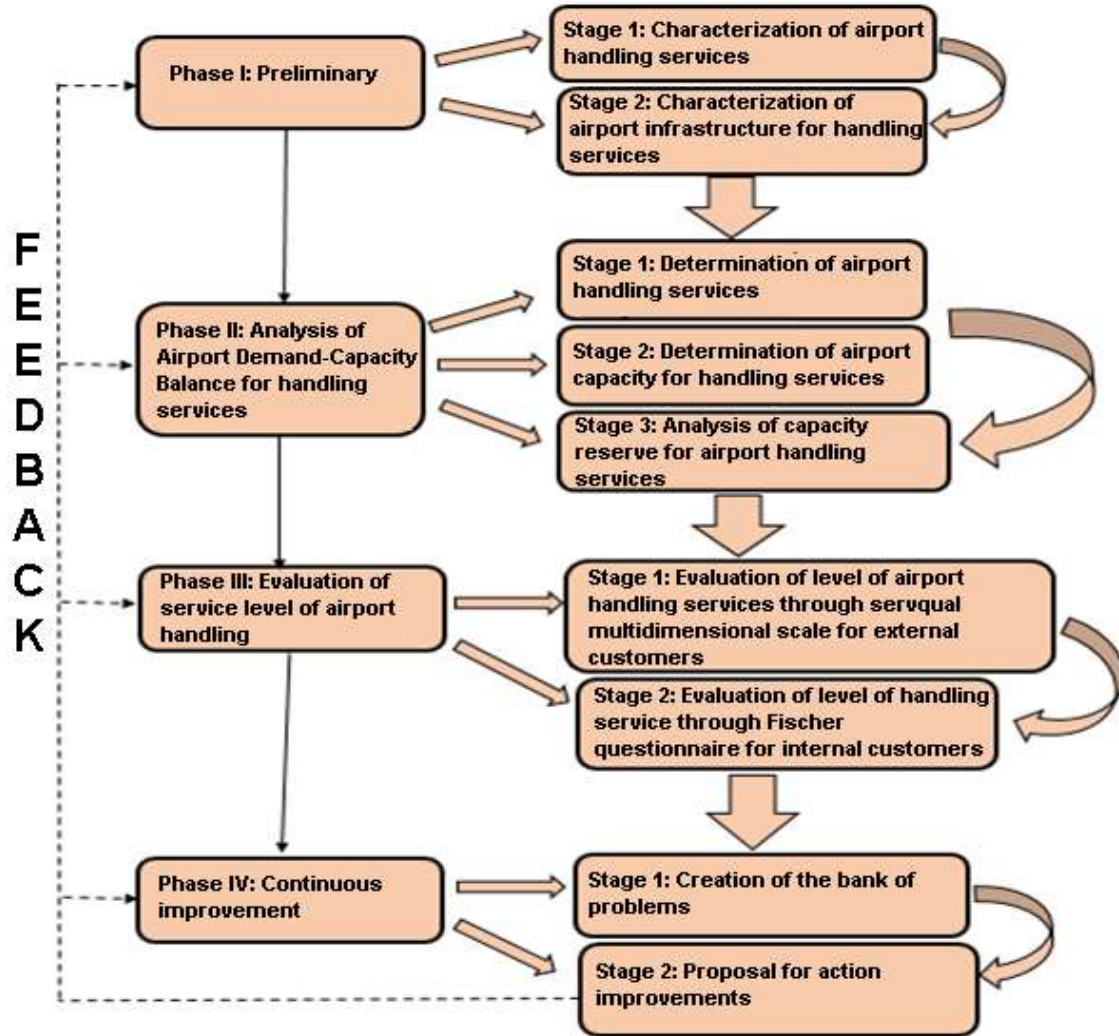 Phase I: Preliminary
Stage 1: Characterization of airport
handling services
Stage 2: Characterization of
airport infrastructure for handling
services
F
E
E
D
B
A
C
K
Phase II: Analysis of
Airport Demand-Capacity
Balance for handling
services
Stage 1: Determination of airport
handling services
Stage 2: Determination of airport
capacity for handling services
Stage 3: Analysis of capacity
reserve for airport handling
services
Phase III: Evaluation of
service level of airport
handling
Stage 1: Evaluation of level of airport
handling services through servqual
multidimensional scale for external
customers
Stage 2: Evaluation of level of handling
service through Fischer
questionnaire for internal customers
Phase IV: Continuous
improvement
Stage 1: Creation of the bank of
problems
Stage 2: Proposal for action
improvements